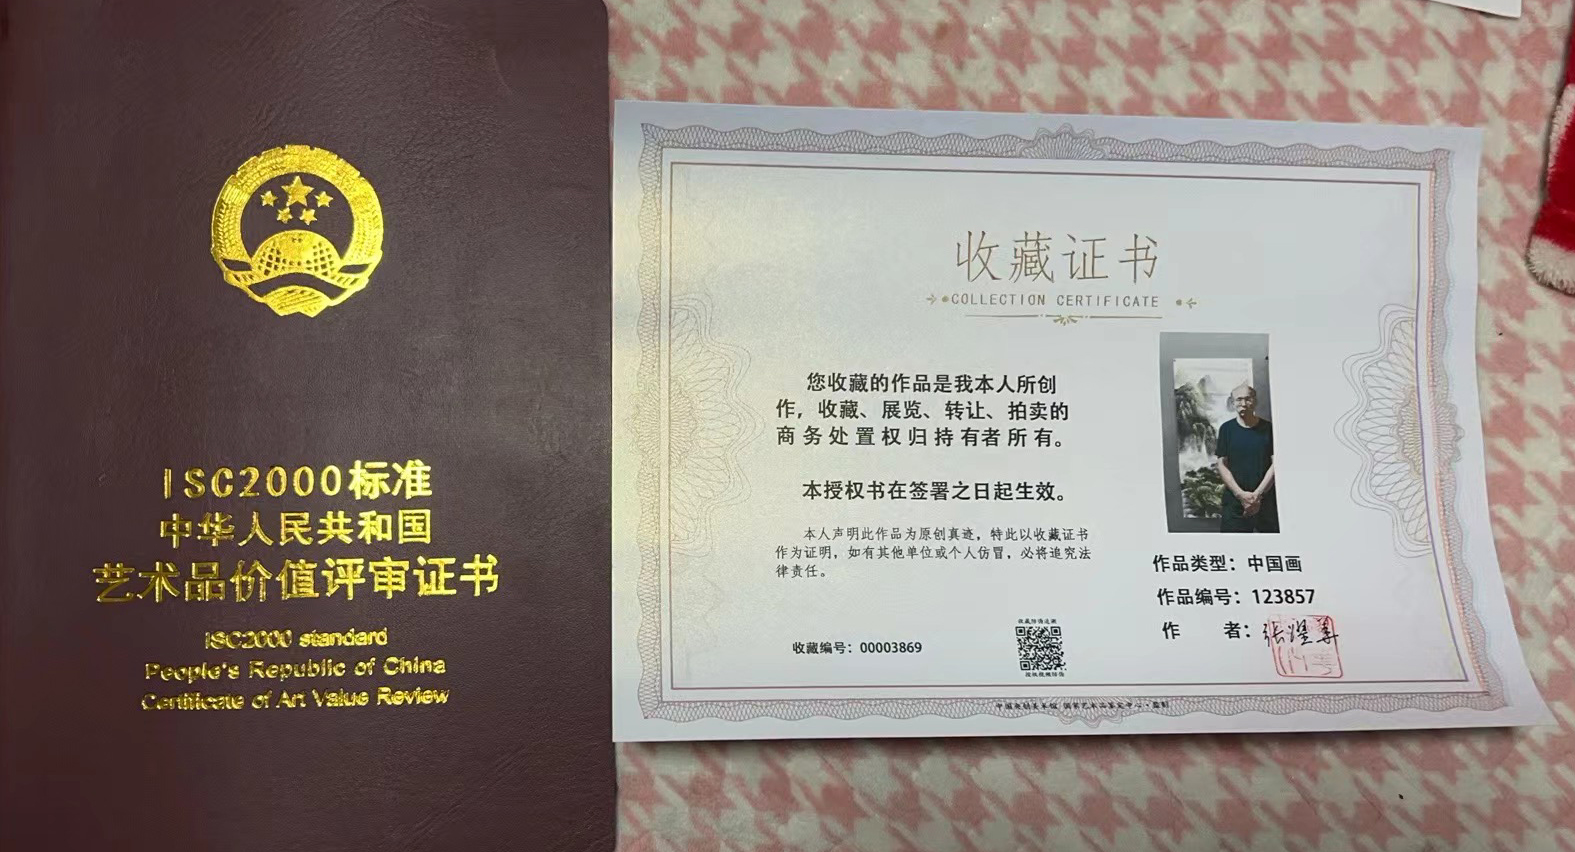 ISC2000标准
中华人民共和国
艺术品价值评审证书
ISC2000 standard
People's Republic of China
Certificate of Art Value Review
收藏证书
COLLECTION CERTIFICATE
您收藏的作品是我本人所创
作，收藏、展览、转让、拍卖的
商务处置权归持有者所有。
本授权书在签署之日起生效。
本人声明此作品为原创真迹，特此以收藏证书
作为证明，如有其他单位或个人仿冒，必将追究法
律责任。
作品类型：中国画
作品编号：123857
作 者：张煌尊
收藏编号：00003869